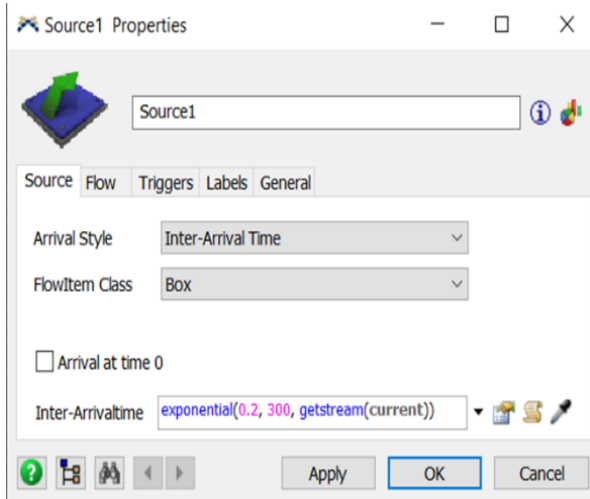 Source1 Properties
Source1
Source Flow Triggers Labels General
Arrival Style Inter-Arrival Time
FlowItem Class Box
Arrival at time 0
Inter-Arrivaltime exponential(0.2, 300, getstream(current))
Apply OK Cancel